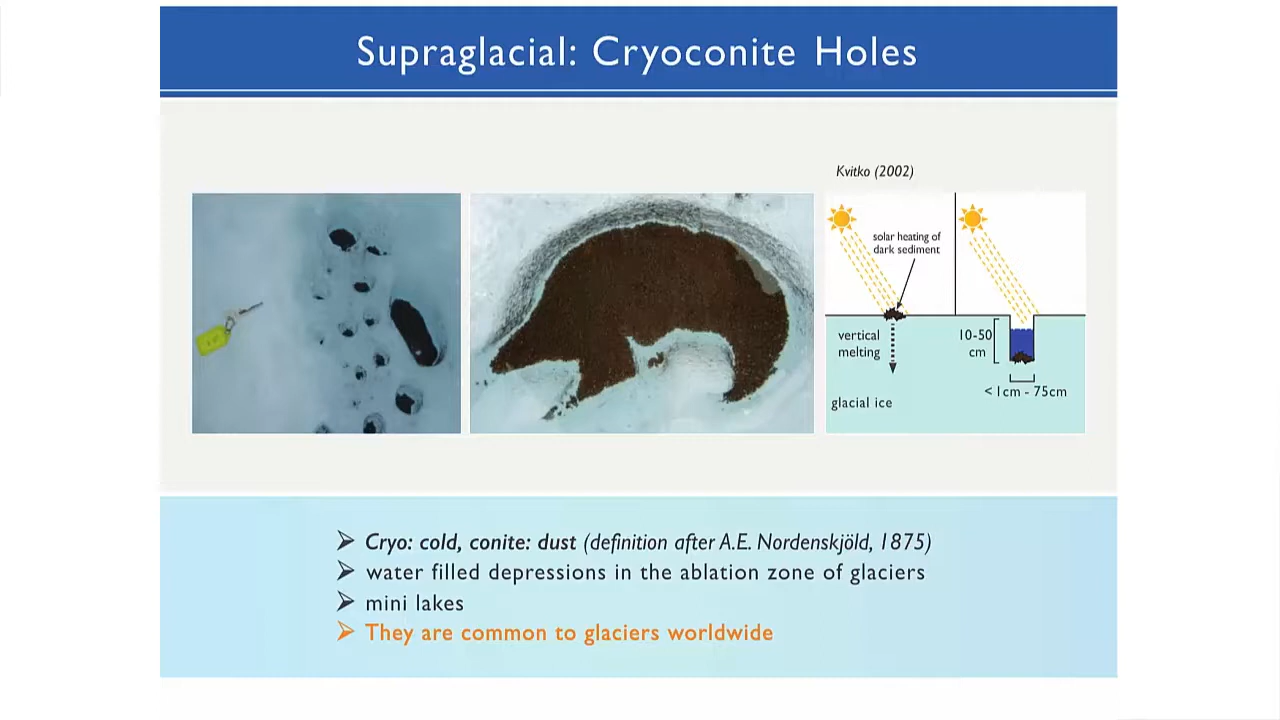 Supraglacial: Cryoconite Holes
Kvitko (2002)
solar heating of
dark sediment
vertical
melting
glacial ice
10-50
cm
< 1cm - 75cm
➢ Cryo: cold, conite: dust (definition after A.E. Nordenskjöld, 1875)
➢ water filled depressions in the ablation zone of glaciers
➢ mini lakes
➢ They are common to glaciers worldwide